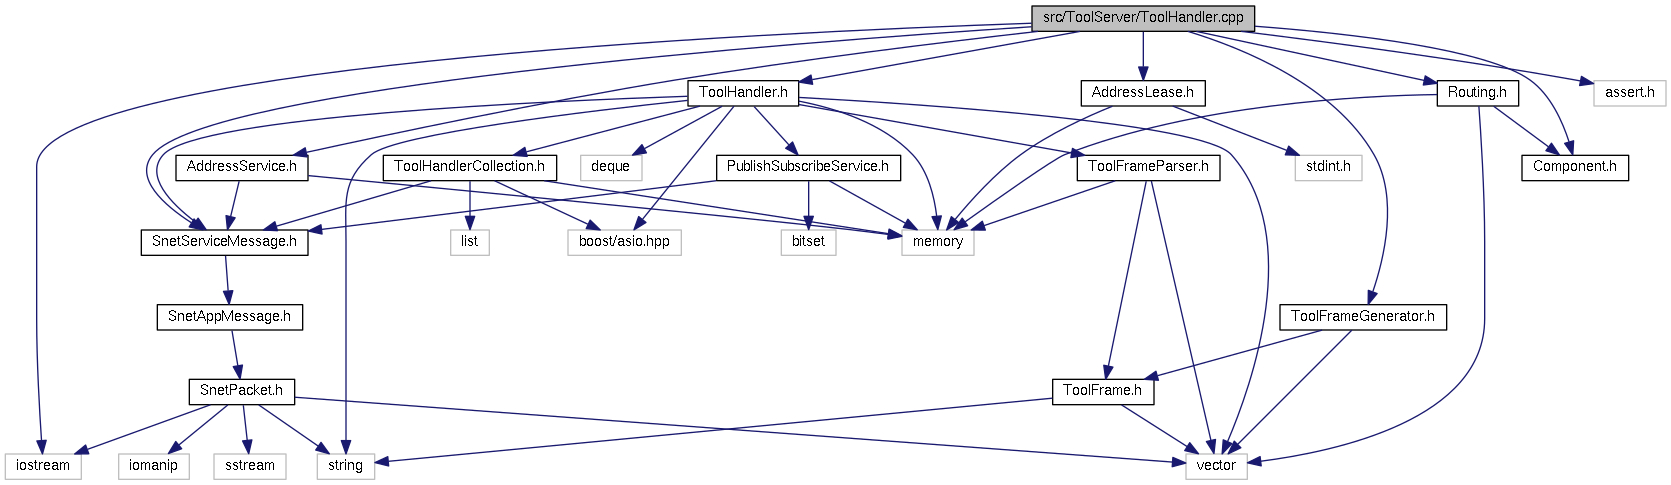 src/ToolServer/ToolHandler.cpp
ToolHandler.h
AddressLease.h
Routing.h
assert.h
AddressService.h
ToolHandlerCollection.h
deque
PublishSubscribeService.h
ToolFrameParser.h
stdint.h
Component.h
SnetServiceMessage.h
list
boost/asio.hpp
bitset
memory
SnetAppMessage.h
ToolFrameGenerator.h
SnetPacket.h
ToolFrame.h
iostream
iomanip
sstream
string
vector